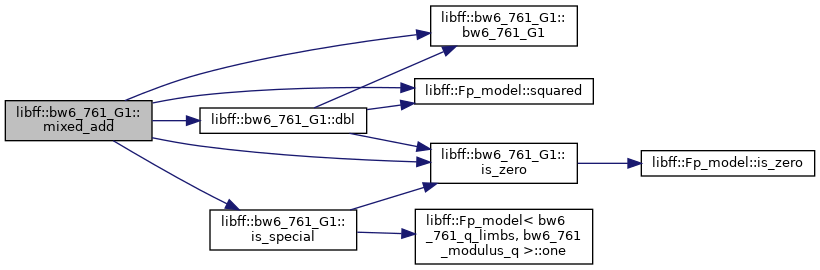 libff::bw6_761_G1::
mixed_add
libff::bw6_761_G1::
bw6_761_G1
libff::Fp_model::squared
libff::bw6_761_G1::dbl
libff::bw6_761_G1::
is_zero
libff::Fp_model::is_zero
libff::bw6_761_G1::
is_special
libff::Fp_model< bw6
_761_q_limbs, bw6_761
_modulus_q >::one